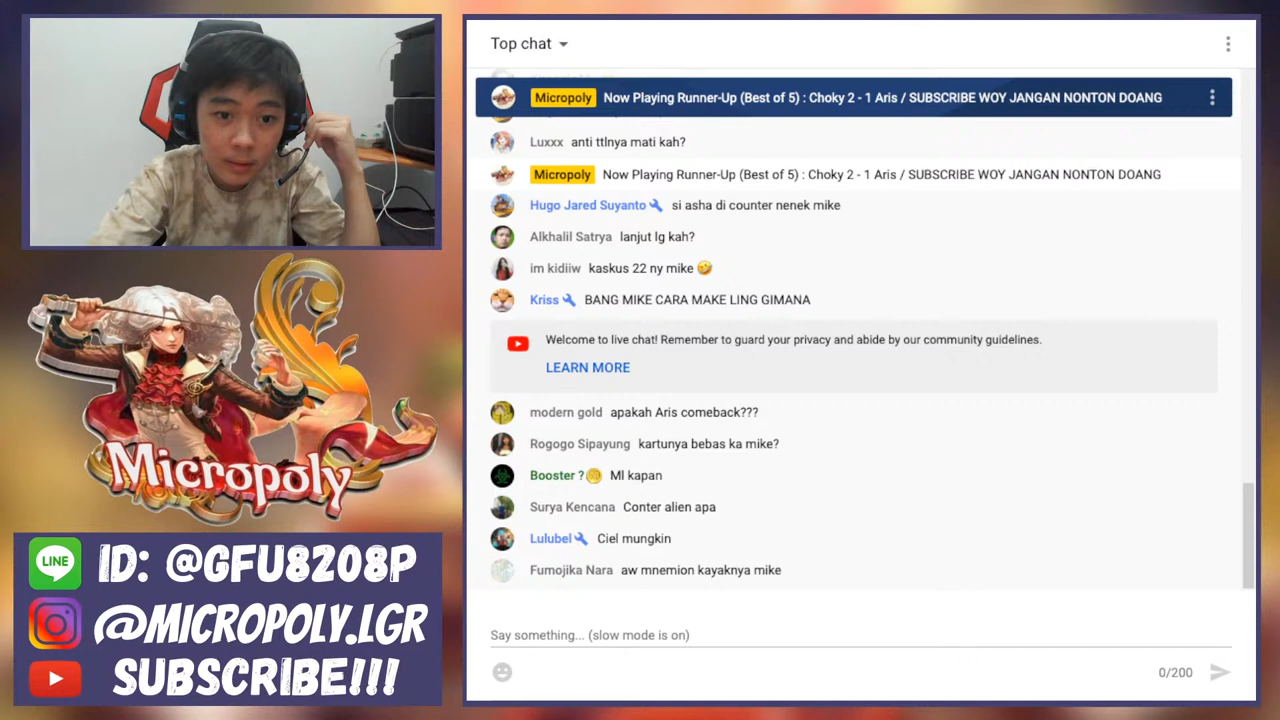 Top chat
Micropoly Now Playing Runner-Up (Best of 5) : Choky 2 - 1 Aris / SUBSCRIBE WOY JANGAN NONTON DOANG
Luxxx anti ttlnya mati kah?
Micropoly Now Playing Runner-Up (Best of 5) : Choky 2 - 1 Aris / SUBSCRIBE WOY JANGAN NONTON DOANG
Hugo Jared Suyanto si asha di counter nenek mike
Alkhalil Satrya lanjut lg kah?
im kidiiw kaskus 22 ny mike 🤣
Kriss BANG MIKE CARA MAKE LING GIMANA
Welcome to live chat! Remember to guard your privacy and abide by our community guidelines.
LEARN MORE
modern gold apakah Aris comeback???
Rogogo Sipayung kartunya bebas ka mike?
Booster ? Ml kapan
Surya Kencana Conter alien apa
Lulubel Ciel mungkin
Fumojika Nara aw mnemion kayaknya mike
Say something... (slow mode is on)
0/200
Micropoly
LINE ID: @GFU8208P
@MICROPOLY.LGR
SUBSCRIBE!!!